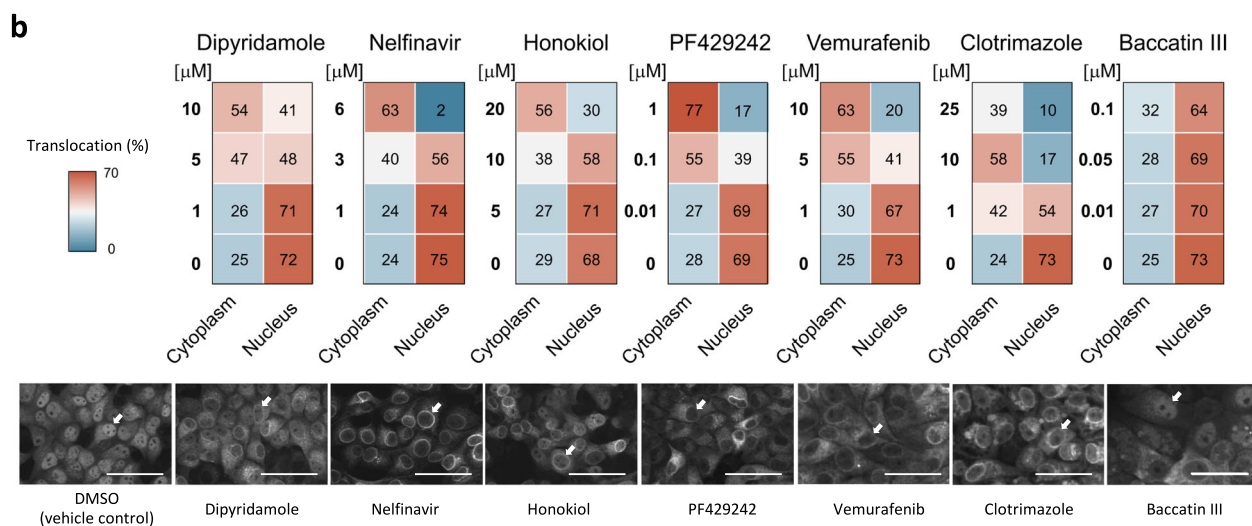 b
Dipyridamole Nelfinavir Honokiol PF429242 Vemurafenib Clotrimazole Baccatin III
[μM] [μM] [μM] [μM] [μM] [μM] [μM]
10 54 41 6 63 2 20 56 30 1 77 17 10 63 20 25 39 10 0.1 32 64
Translocation (%)
70
0
5 47 48 3 40 56 10 38 58 0.1 55 39 5 55 41 10 58 17 0.05 28 69
1 26 71 1 24 74 5 27 71 0.01 27 69 1 30 67 1 42 54 0.01 27 70
0 25 72 0 24 75 0 29 68 0 28 69 0 25 73 0 24 73 0 25 73
Cytoplasm Nucleus Cytoplasm Nucleus Cytoplasm Nucleus Cytoplasm Nucleus Cytoplasm Nucleus Cytoplasm Nucleus Cytoplasm Nucleus
DMSO
(vehicle control)
Dipyridamole Nelfinavir Honokiol PF429242 Vemurafenib Clotrimazole Baccatin III